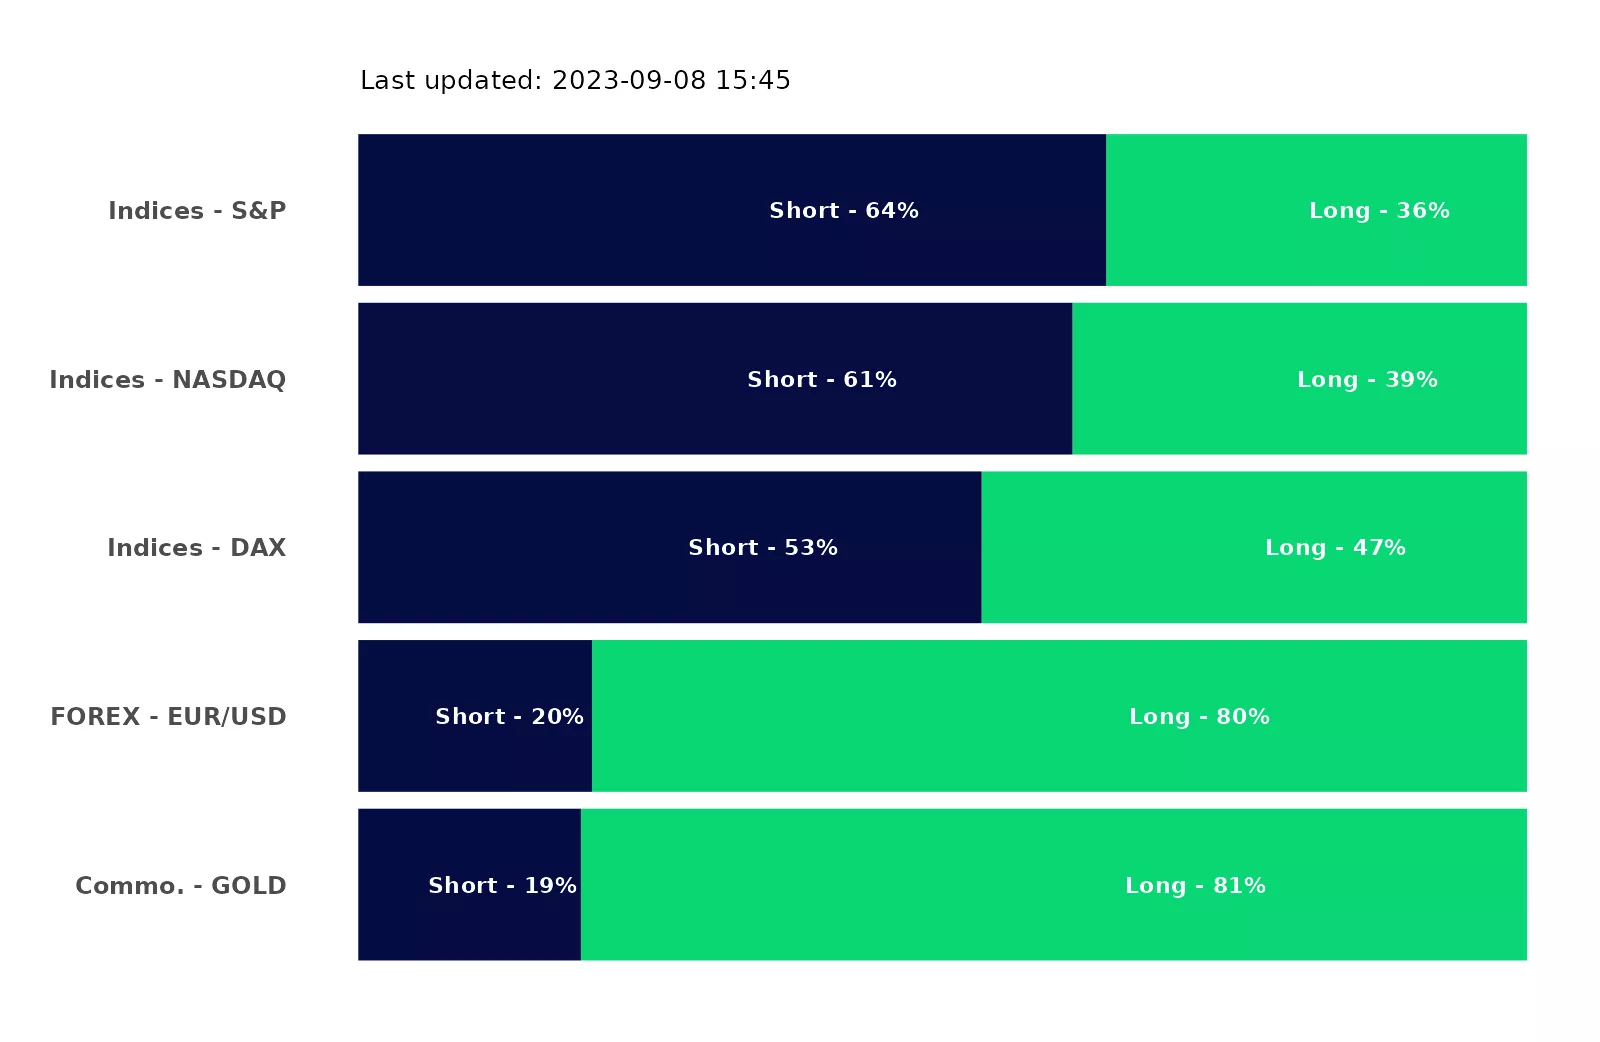 Last updated: 2023-09-08 15:45
Indices - S&P Short - 64% Long - 36%
Indices - NASDAQ Short - 61% Long - 39%
Indices - DAX Short - 53% Long - 47%
FOREX - EUR/USD Short - 20% Long - 80%
Commo. - GOLD Short - 19% Long - 81%